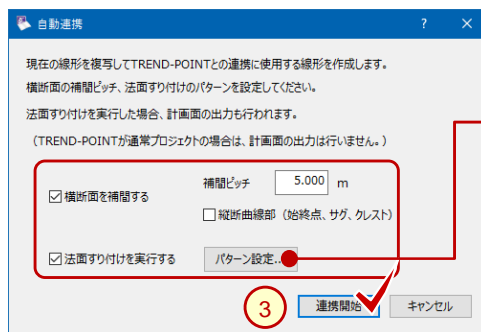 自動連携
? ×
現在の線形を複写してTREND-POINTとの連携に使用する線形を作成します。
横断面の補間ピッチ、法面すり付けのパターンを設定してください。
法面すり付けを実行した場合、計画面の出力も行われます。
（TREND-POINTが通常プロジェクトの場合は、計画面の出力は行いません。）
横断面を補間する
補間ピッチ 5.000 m
縦断曲線部（始終点、サグ、クレスト）
法面すり付けを実行する
パターン設定...
3
連携開始
キャンセル